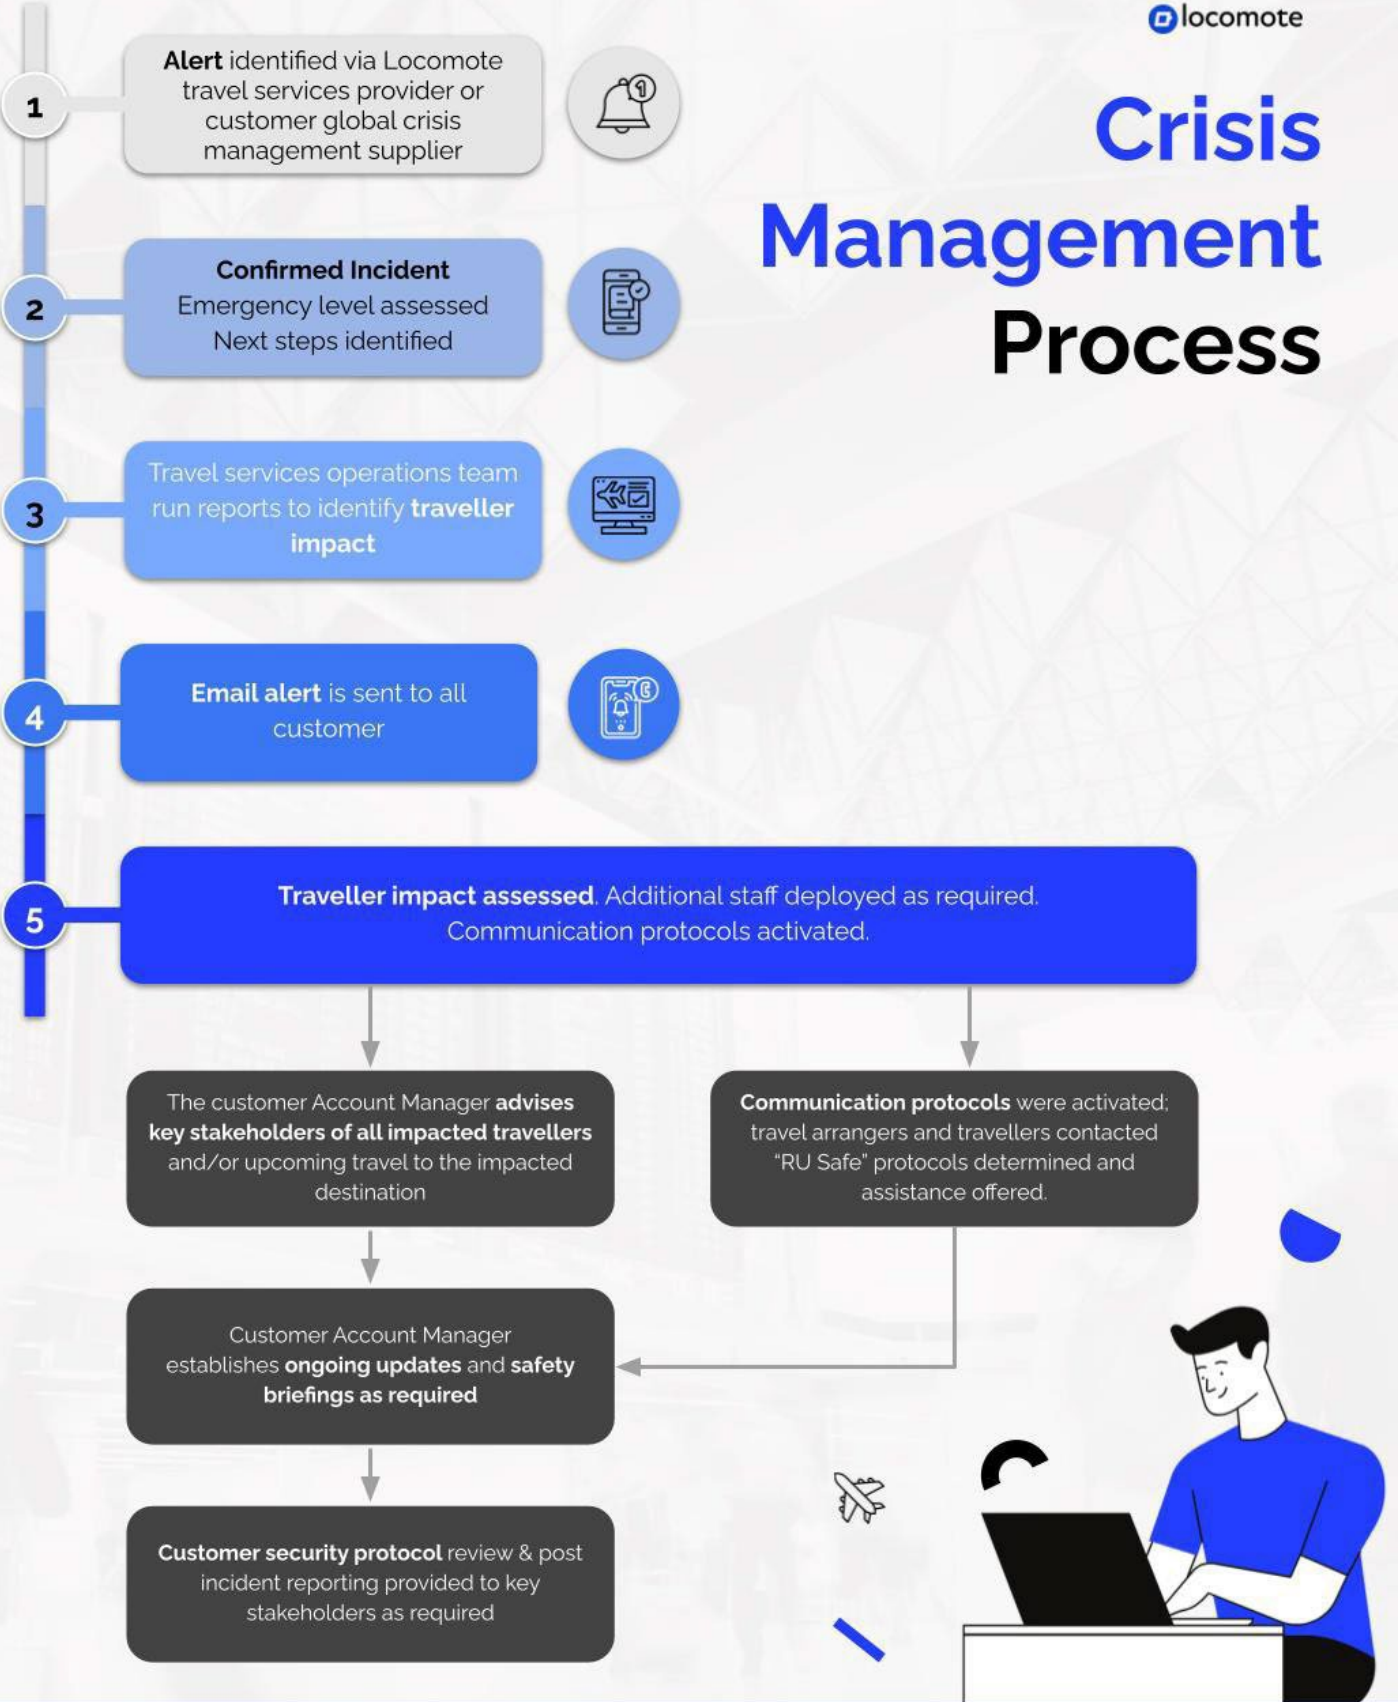 locomote
Crisis
Management
Process
1
Alert identified via Locomote
travel services provider or
customer global crisis
management supplier
1
2
Confirmed Incident
Emergency level assessed
Next steps identified
3
Travel services operations team
run reports to identify traveller
impact
4
Email alert is sent to all
customer
5
Traveller impact assessed. Additional staff deployed as required.
Communication protocols activated.
The customer Account Manager advises
key stakeholders of all impacted travellers
and/or upcoming travel to the impacted
destination
Communication protocols were activated;
travel arrangers and travellers contacted
“RU Safe” protocols determined and
assistance offered.
Customer Account Manager
establishes ongoing updates and safety
briefings as required
Customer security protocol review & post
incident reporting provided to key
stakeholders as required